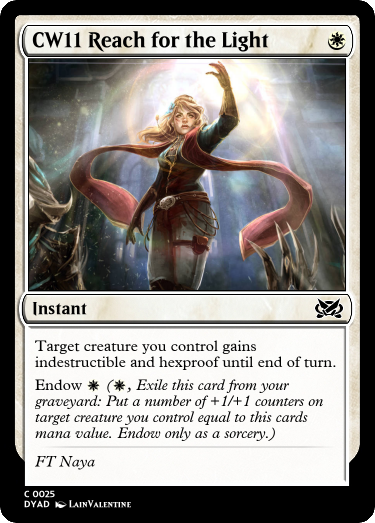 CW11 Reach for the Light
Instant
Target creature you control gains
indestructible and hexproof until end of turn.
Endow (, Exile this card from your
graveyard: Put a number of +1/+1 counters on
target creature you control equal to this cards
mana value. Endow only as a sorcery.)
FT Naya
C 0025
DYAD LainValentine